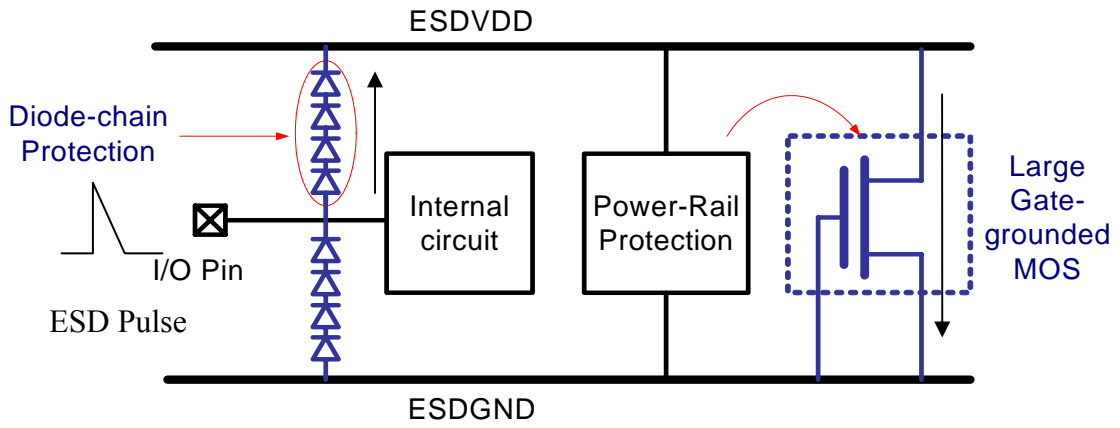 ESDVDD
Diode-chain
Protection
I/O Pin
ESD Pulse
Internal
circuit
Power-Rail
Protection
Large
Gate-
grounded
MOS
ESDGND